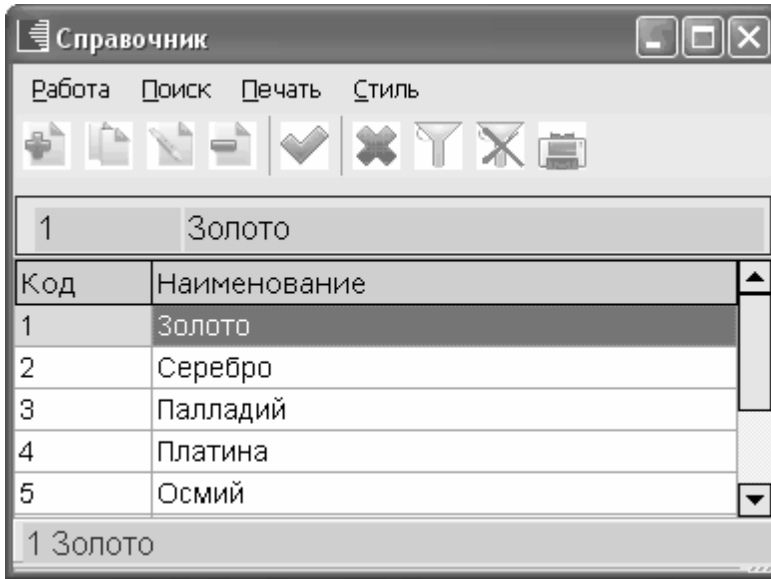 Справочник
Работа Поиск Печать Стиль
1 Золото
Код Наименование
1 Золото
2 Серебро
3 Палладий
4 Платина
5 Осмий
1 Золото